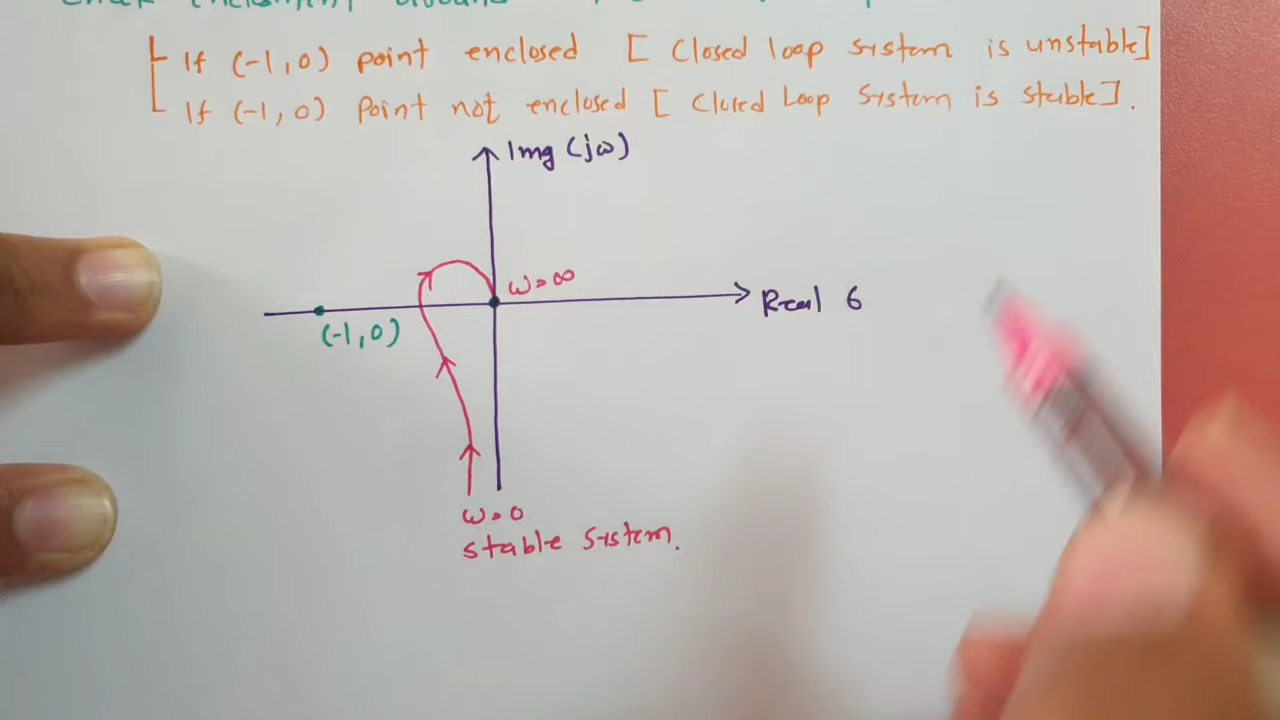 If (-1,0) point enclosed [ Closed loop system is unstable]
If (-1,0) Point not enclosed [ Closed Loop System is stable].
Img (jω)
ω=∞
Real 6
(-1,0)
ω=0
stable system.